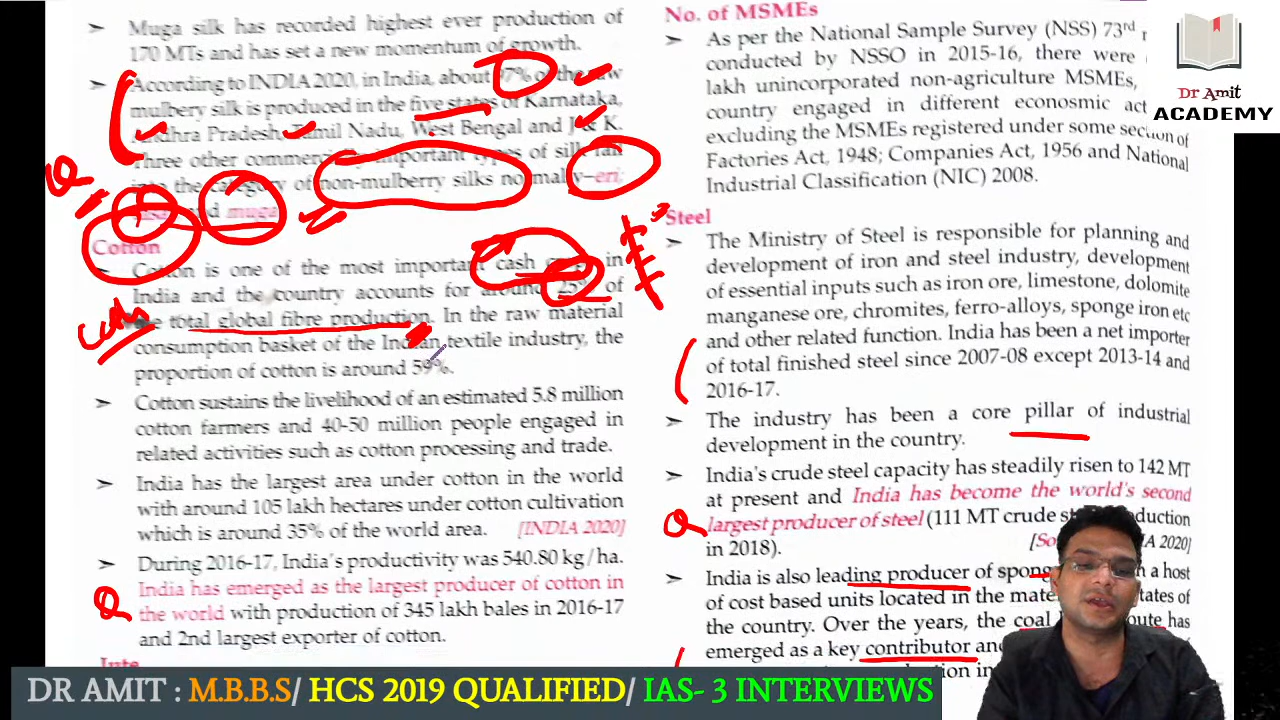 ➢ Muga silk has recorded highest ever production of
170 MTs and has set a new momentum of growth.
➢ According to INDIA 2020, in India, about 97% of the raw
mulbery silk is produced in the five states of Karnataka,
Andhra Pradesh, Tamil Nadu, West Bengal and J & K.
Three other commercially important types of silk fall
into the category of non-mulberry silks normally–eri;
and muga
Cotton
➢ Cotton is one of the most important cash in
India and the country accounts for around 25% of
total global fibre production. In the raw material
consumption basket of the Indian textile industry, the
proportion of cotton is around 59%.
➢ Cotton sustains the livelihood of an estimated 5.8 million
cotton farmers and 40-50 million people engaged in
related activities such as cotton processing and trade.
➢ India has the largest area under cotton in the world
with around 105 lakh hectares under cotton cultivation
which is around 35% of the world area. [INDIA 2020]
➢ During 2016-17, India's productivity was 540.80 kg/ha.
India has emerged as the largest producer of cotton in
the world with production of 345 lakh bales in 2016-17
and 2nd largest exporter of cotton.
Jute
No. of MSMEs
➢ As per the National Sample Survey (NSS) 73rd
conducted by NSSO in 2015-16, there were
lakh unincorporated non-agriculture MSMEs,
country engaged in different econosmic act
excluding the MSMEs registered under some section of
Factories Act, 1948; Companies Act, 1956 and National
Industrial Classification (NIC) 2008.
Steel
➢ The Ministry of Steel is responsible for planning and
development of iron and steel industry, development
of essential inputs such as iron ore, limestone, dolomite
manganese ore, chromites, ferro-alloys, sponge iron etc
and other related function. India has been a net importer
of total finished steel since 2007-08 except 2013-14 and
2016-17.
➢ The industry has been a core pillar of industrial
development in the country.
➢ India's crude steel capacity has steadily risen to 142 MT
at present and India has become the world's second
largest producer of steel (111 MT crude
in 2018). 2020]
➢ India is also leading producer of a host
of cost based units located in the of
the country. Over the years, the coal has
emerged as a key contributor
in
Dr Amit
ACADEMY
DR AMIT : M.B.B.S/ HCS 2019 QUALIFIED/ IAS- 3 INTERVIEWS